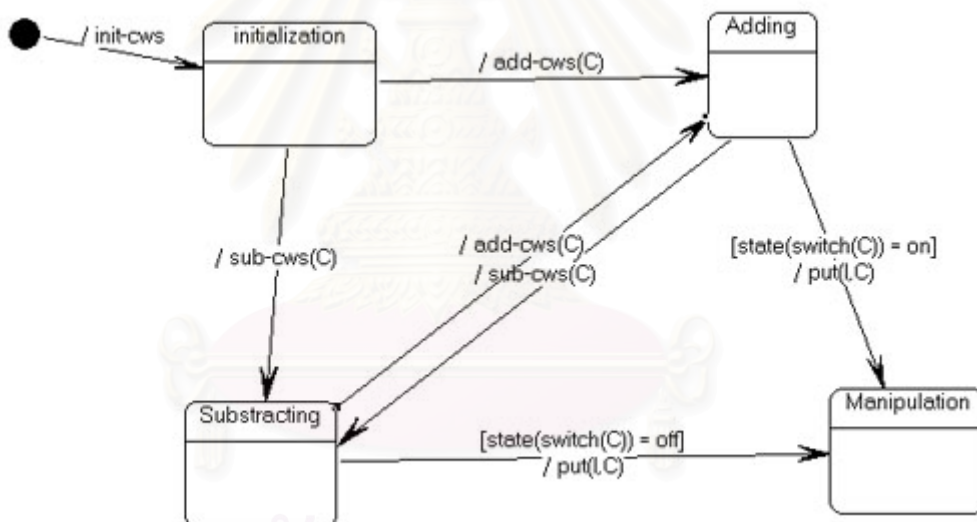 / init-cws
initialization
Adding
/ add-cws(C)
/ sub-cws(C)
/ add-cws(C)
/ sub-cws(C)
[state(switch(C)) = on]
/ put(I,C)
Substracting
[state(switch(C)) = off]
/ put(I,C)
Manipulation